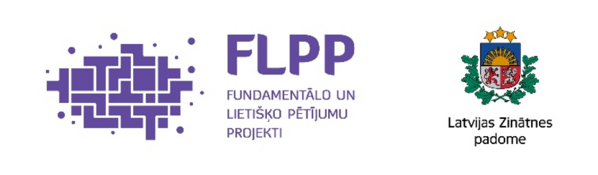 FLPP
FUNDAMENTĀLO UN
LIETIŠĶO PĒTĪJUMU
PROJEKTI
Latvijas Zinātnes
padome